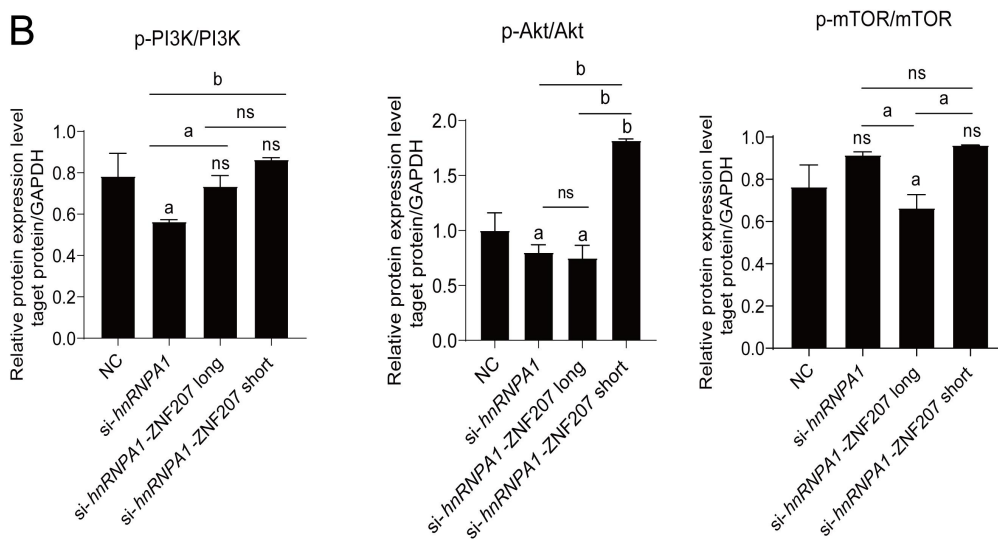 B
p-PI3K/PI3K
b
ns
a
ns
ns
a
Relative protein expression level
taget protein/GAPDH
1.0
0.8
0.6
0.4
0.2
0.0
NC
si-hnRNPA1
si-hnRNPA1-ZNF207 long
si-hnRNPA1-ZNF207 short
p-Akt/Akt
b
b
b
ns
a
a
Relative protein expression level
taget protein/GAPDH
2.0
1.5
1.0
0.5
0.0
NC
si-hnRNPA1
si-hnRNPA1-ZNF207 long
si-hnRNPA1-ZNF207 short
p-mTOR/mTOR
ns
a
a
ns
ns
a
Relative protein expression level
taget protein/GAPDH
1.0
0.8
0.6
0.4
0.2
0.0
NC
si-hnRNPA1
si-hnRNPA1-ZNF207 long
si-hnRNPA1-ZNF207 short